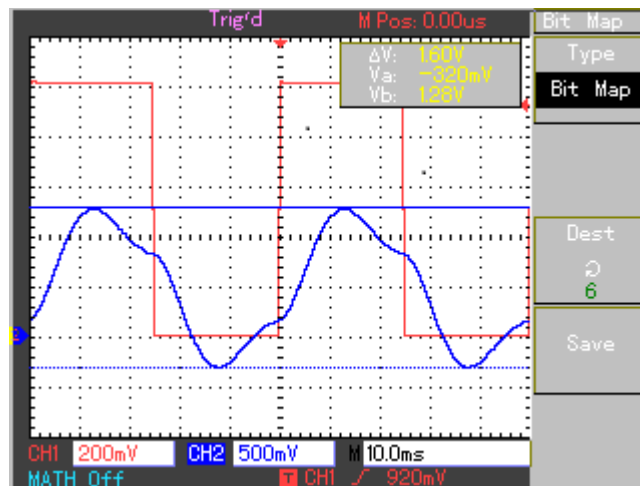 Trig'd M Pos: 0.00us Bit Map
ΔV: 1.60V
Va: -320mV
Vb: 1.28V
Type
Bit Map
Dest
6
Save
2
CH1 200mV CH2 500mV M 10.0ms
MATH Off T CH1 920mV